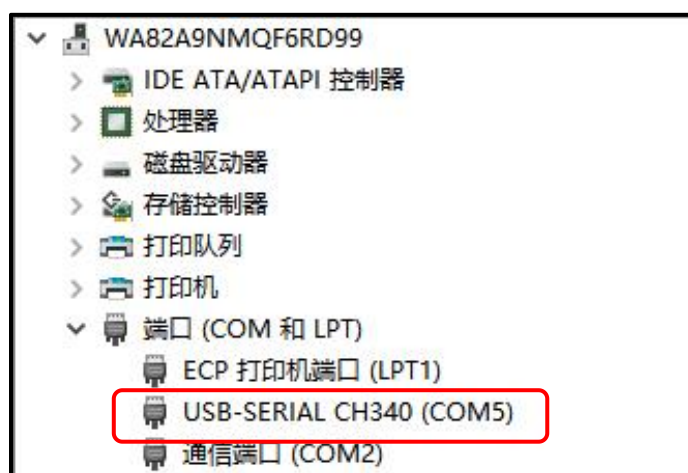 WA82A9NMQF6RD99
IDE ATA/ATAPI 控制器
处理器
磁盘驱动器
存储控制器
打印队列
打印机
端口 (COM 和 LPT)
ECP 打印机端口 (LPT1)
USB-SERIAL CH340 (COM5)
通信端口 (COM2)